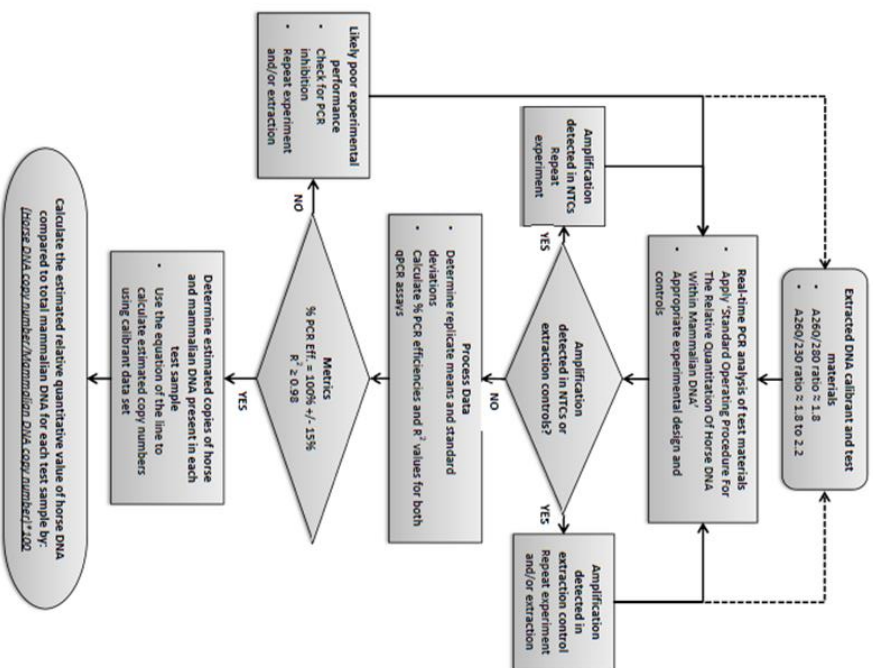 Extracted DNA calibrant and test
materials
• A260/280 ratio ≈ 1.8
• A260/230 ratio ≈ 1.8 to 2.2
Real-time PCR analysis of test materials
• Apply 'Standard Operating Procedure For
The Relative Quantitation Of Horse DNA
Within Mammalian DNA'
• Appropriate experimental design and
controls
Amplification
detected in NTCs or
extraction controls?
YES
Amplification
detected in NTCs
Repeat
experiment
YES
Amplification
detected in
extraction control
Repeat experiment
and/or extraction
NO
Process Data
• Determine replicate means and standard
deviations
• Calculate % PCR efficiencies and R² values for both
qPCR assays
Metrics
% PCR Eff. = 100% +/- 15%
R² ≥ 0.98
NO
Likely poor experimental
performance
• Check for PCR
inhibition
• Repeat experiment
and/or extraction
YES
Determine estimated copies of horse
and mammalian DNA present in each
test sample
• Use the equation of the line to
calculate estimated copy numbers
using calibrant data set
Calculate the estimated relative quantitative value of horse DNA
compared to total mammalian DNA for each test sample by:
(Horse DNA copy number/Mammalian DNA copy number)*100